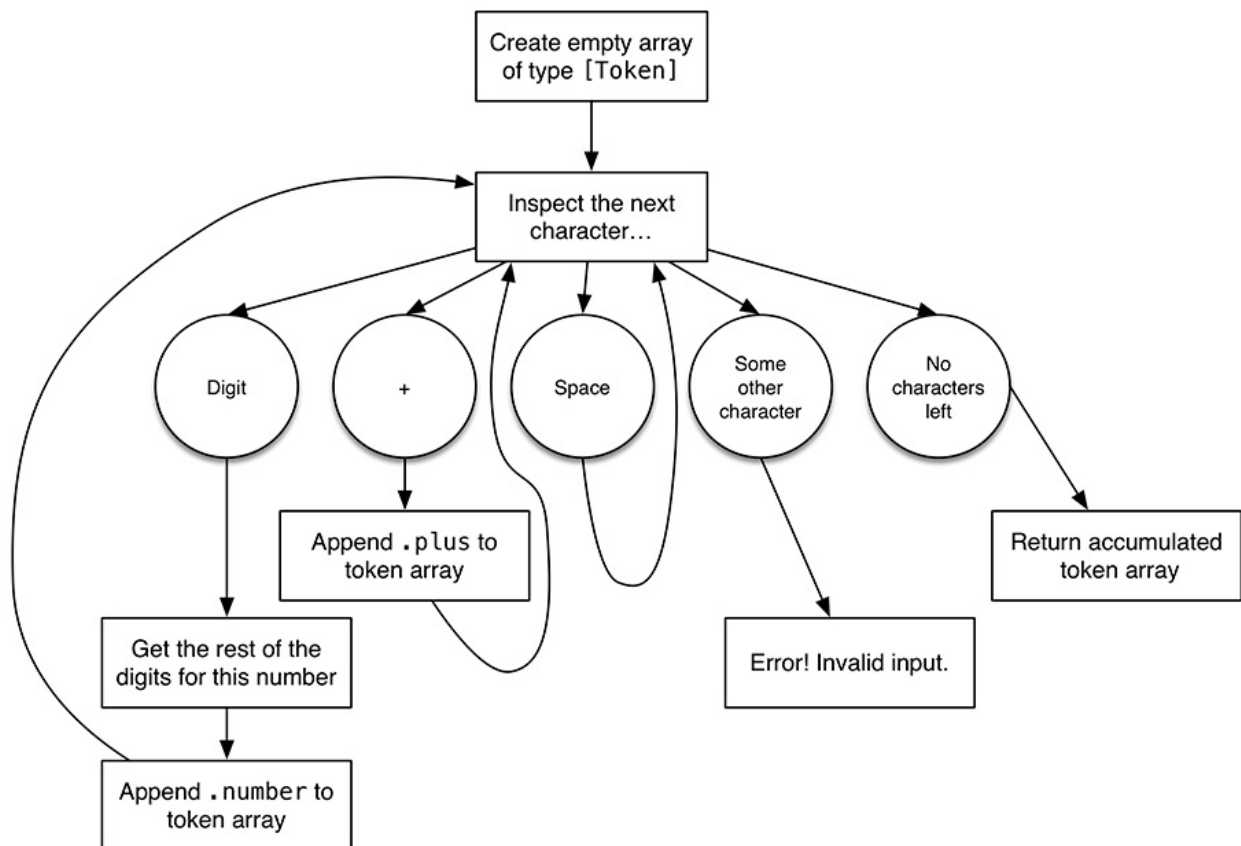 Create empty array
of type [Token]
Inspect the next
character…
Digit
+
Space
Some
other
character
No
characters
left
Append .plus to
token array
Return accumulated
token array
Get the rest of the
digits for this number
Error! Invalid input.
Append .number to
token array